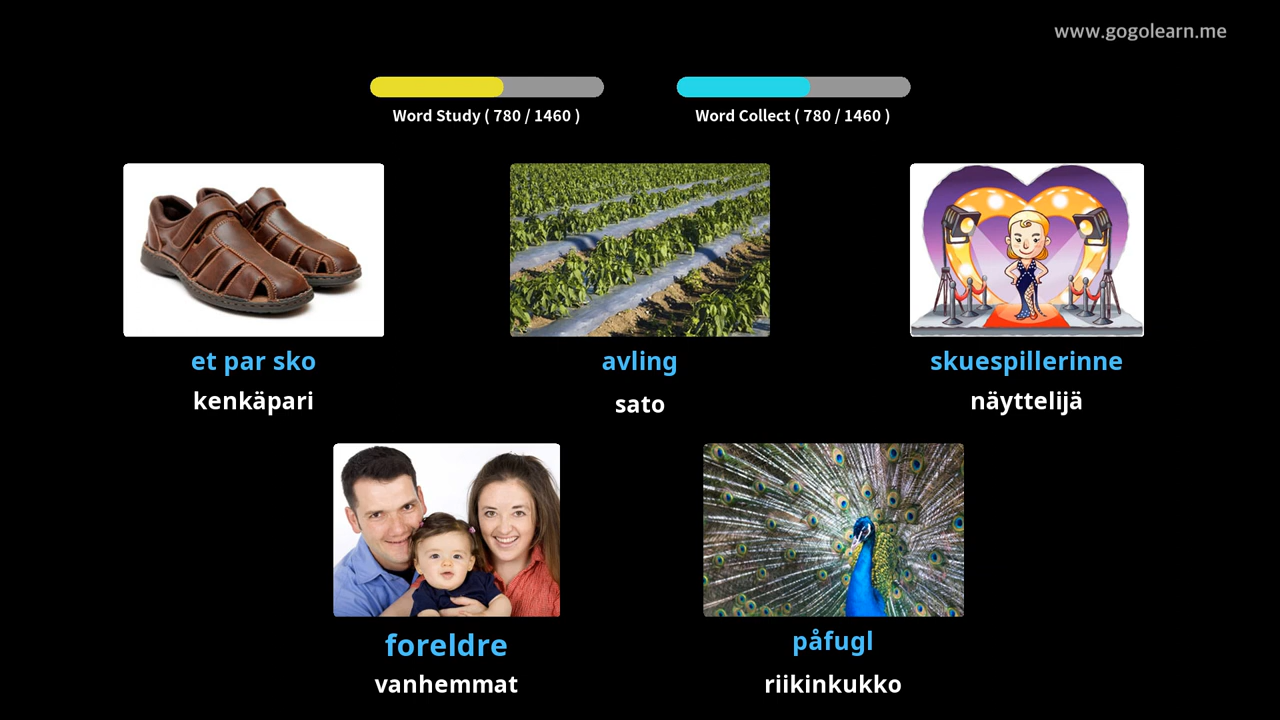 www.gogolearn.me
Word Study ( 780 / 1460 )
Word Collect ( 780 / 1460 )
et par sko
kenkäpari
avling
sato
skuespillerinne
näyttelijä
foreldre
vanhemmat
påfugl
riikinkukko